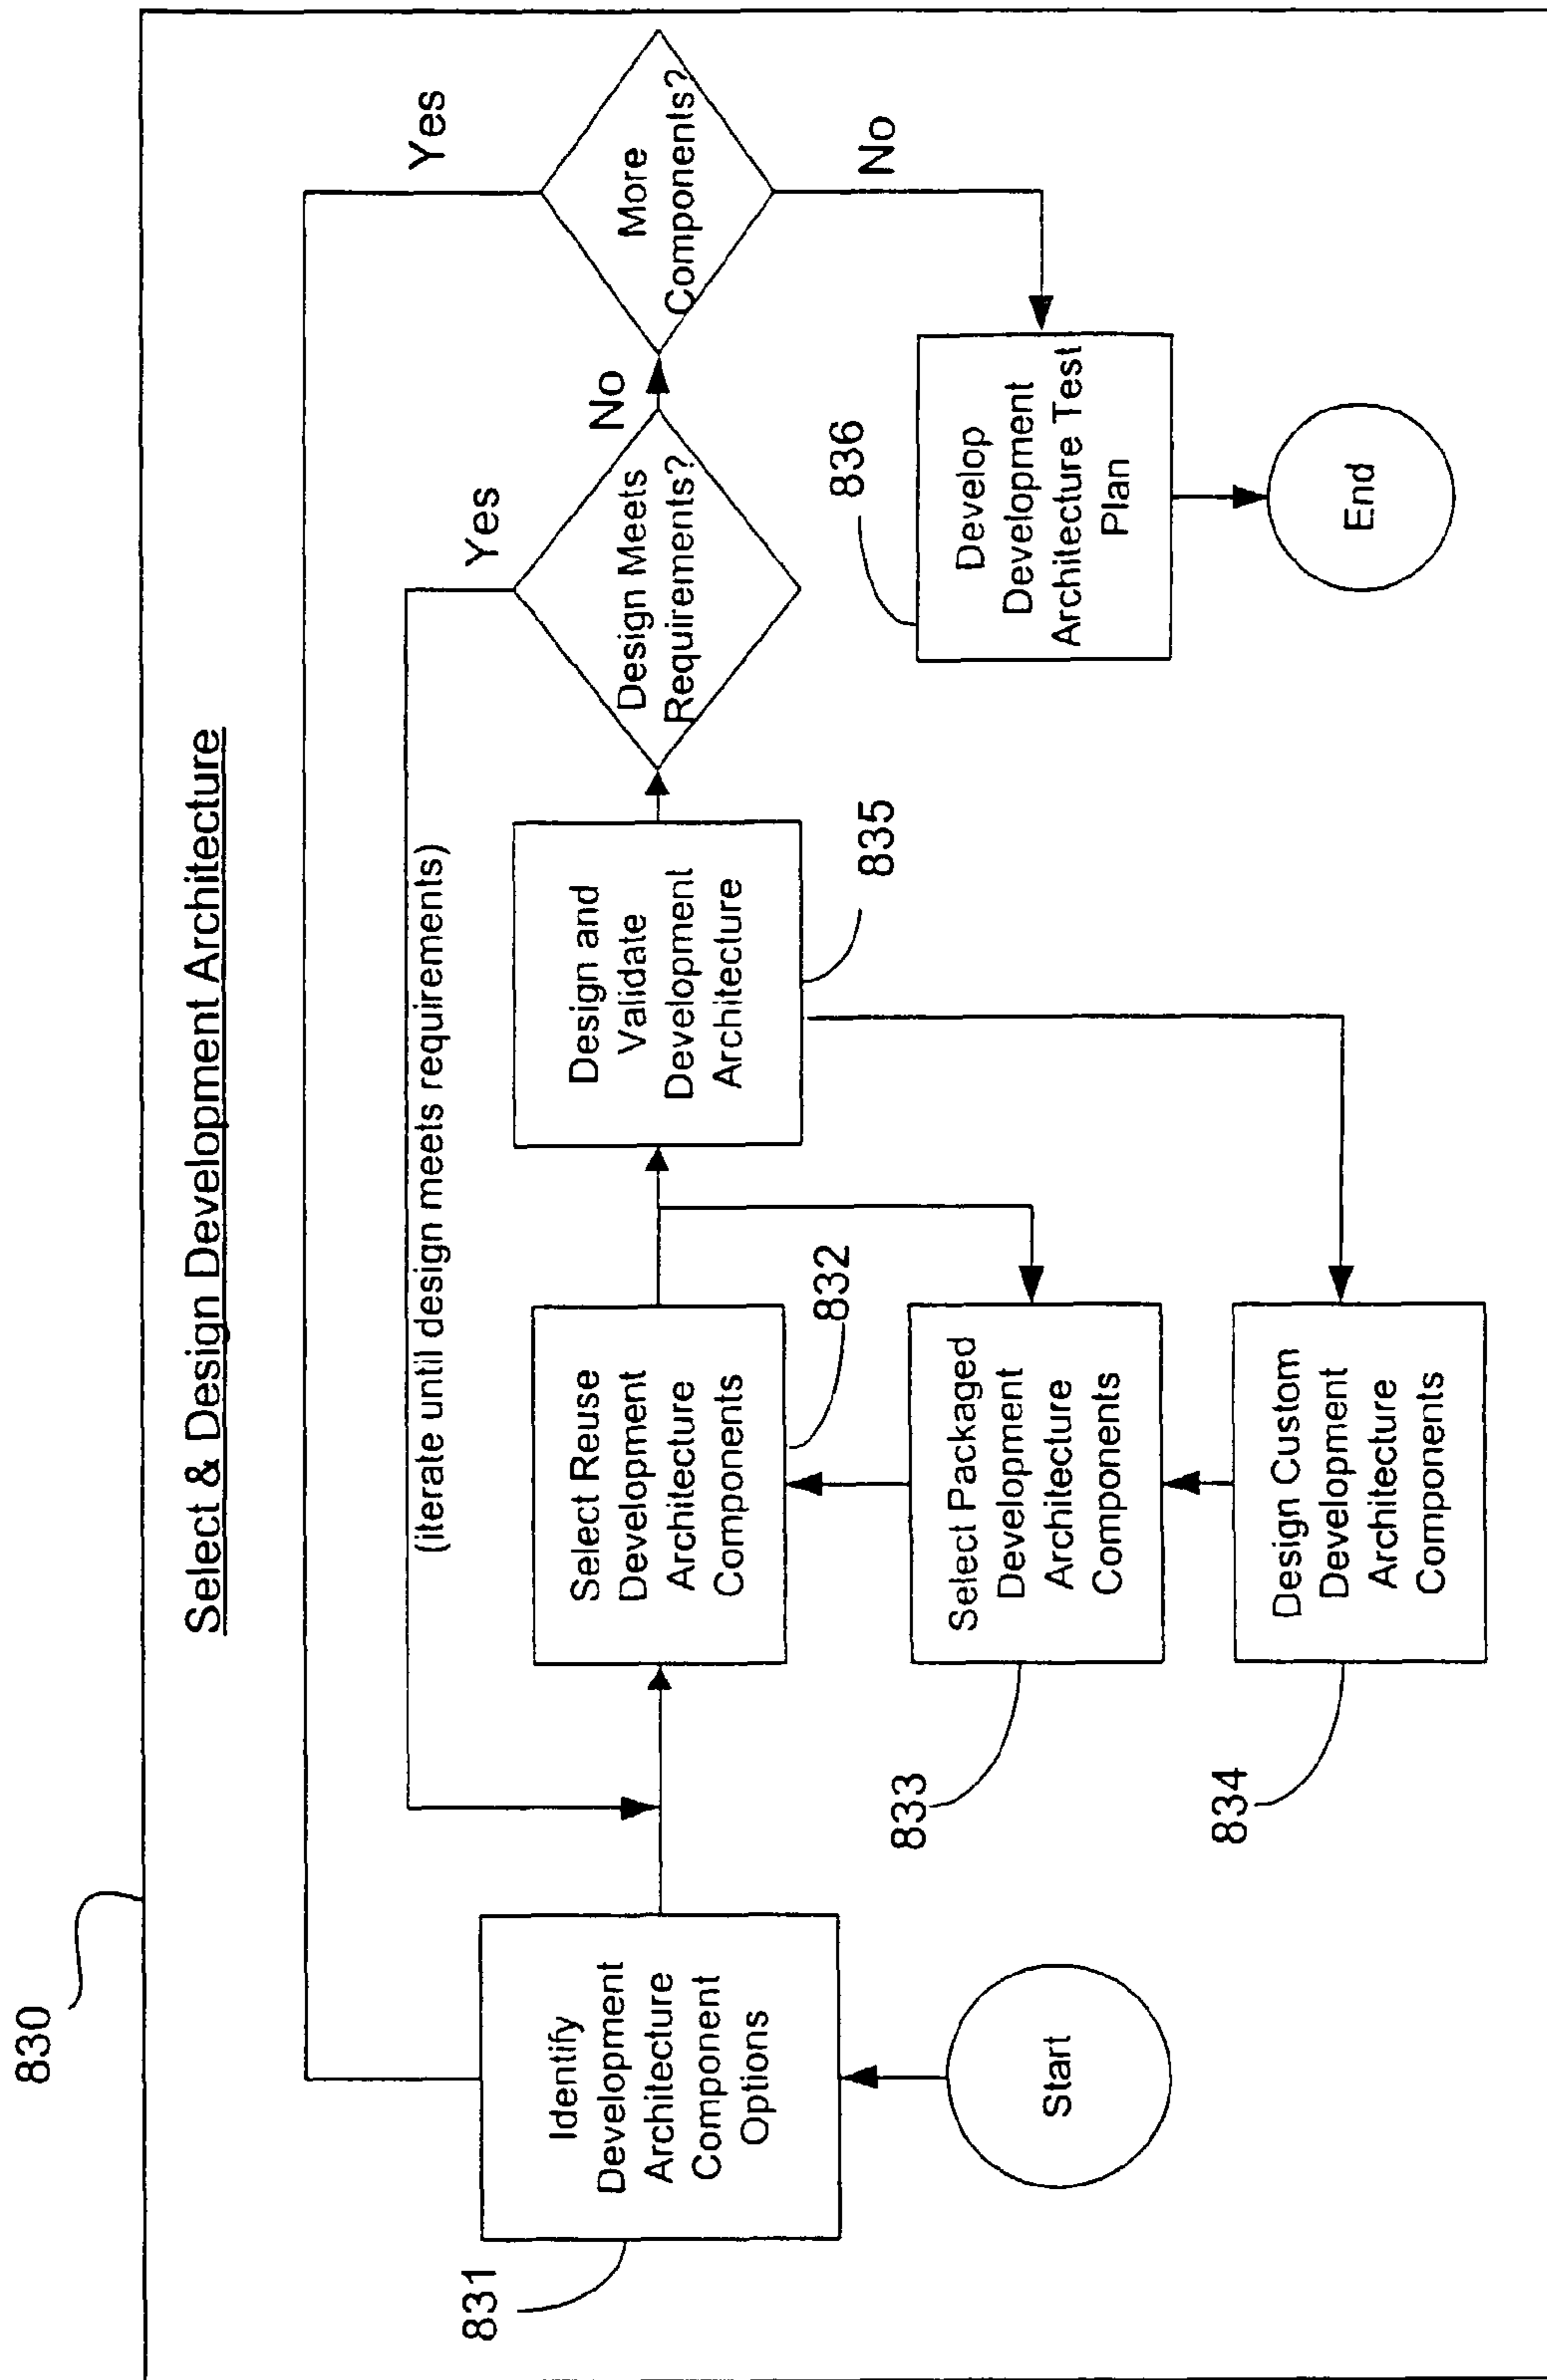 830
Select & Design Development Architecture
Yes
(iterate until design meets requirements)
Yes
831
Identify
Development
Architecture
Component
Options
Select Reuse
Development
Architecture
Components
832
Design and
Validate
Development
Architecture
835
Design Meets
Requirements?
No
More
Components?
No
833
Select Packaged
Development
Architecture
Components
836
Develop
Development
Architecture Test
Plan
Start
834
Design Custom
Development
Architecture
Components
End